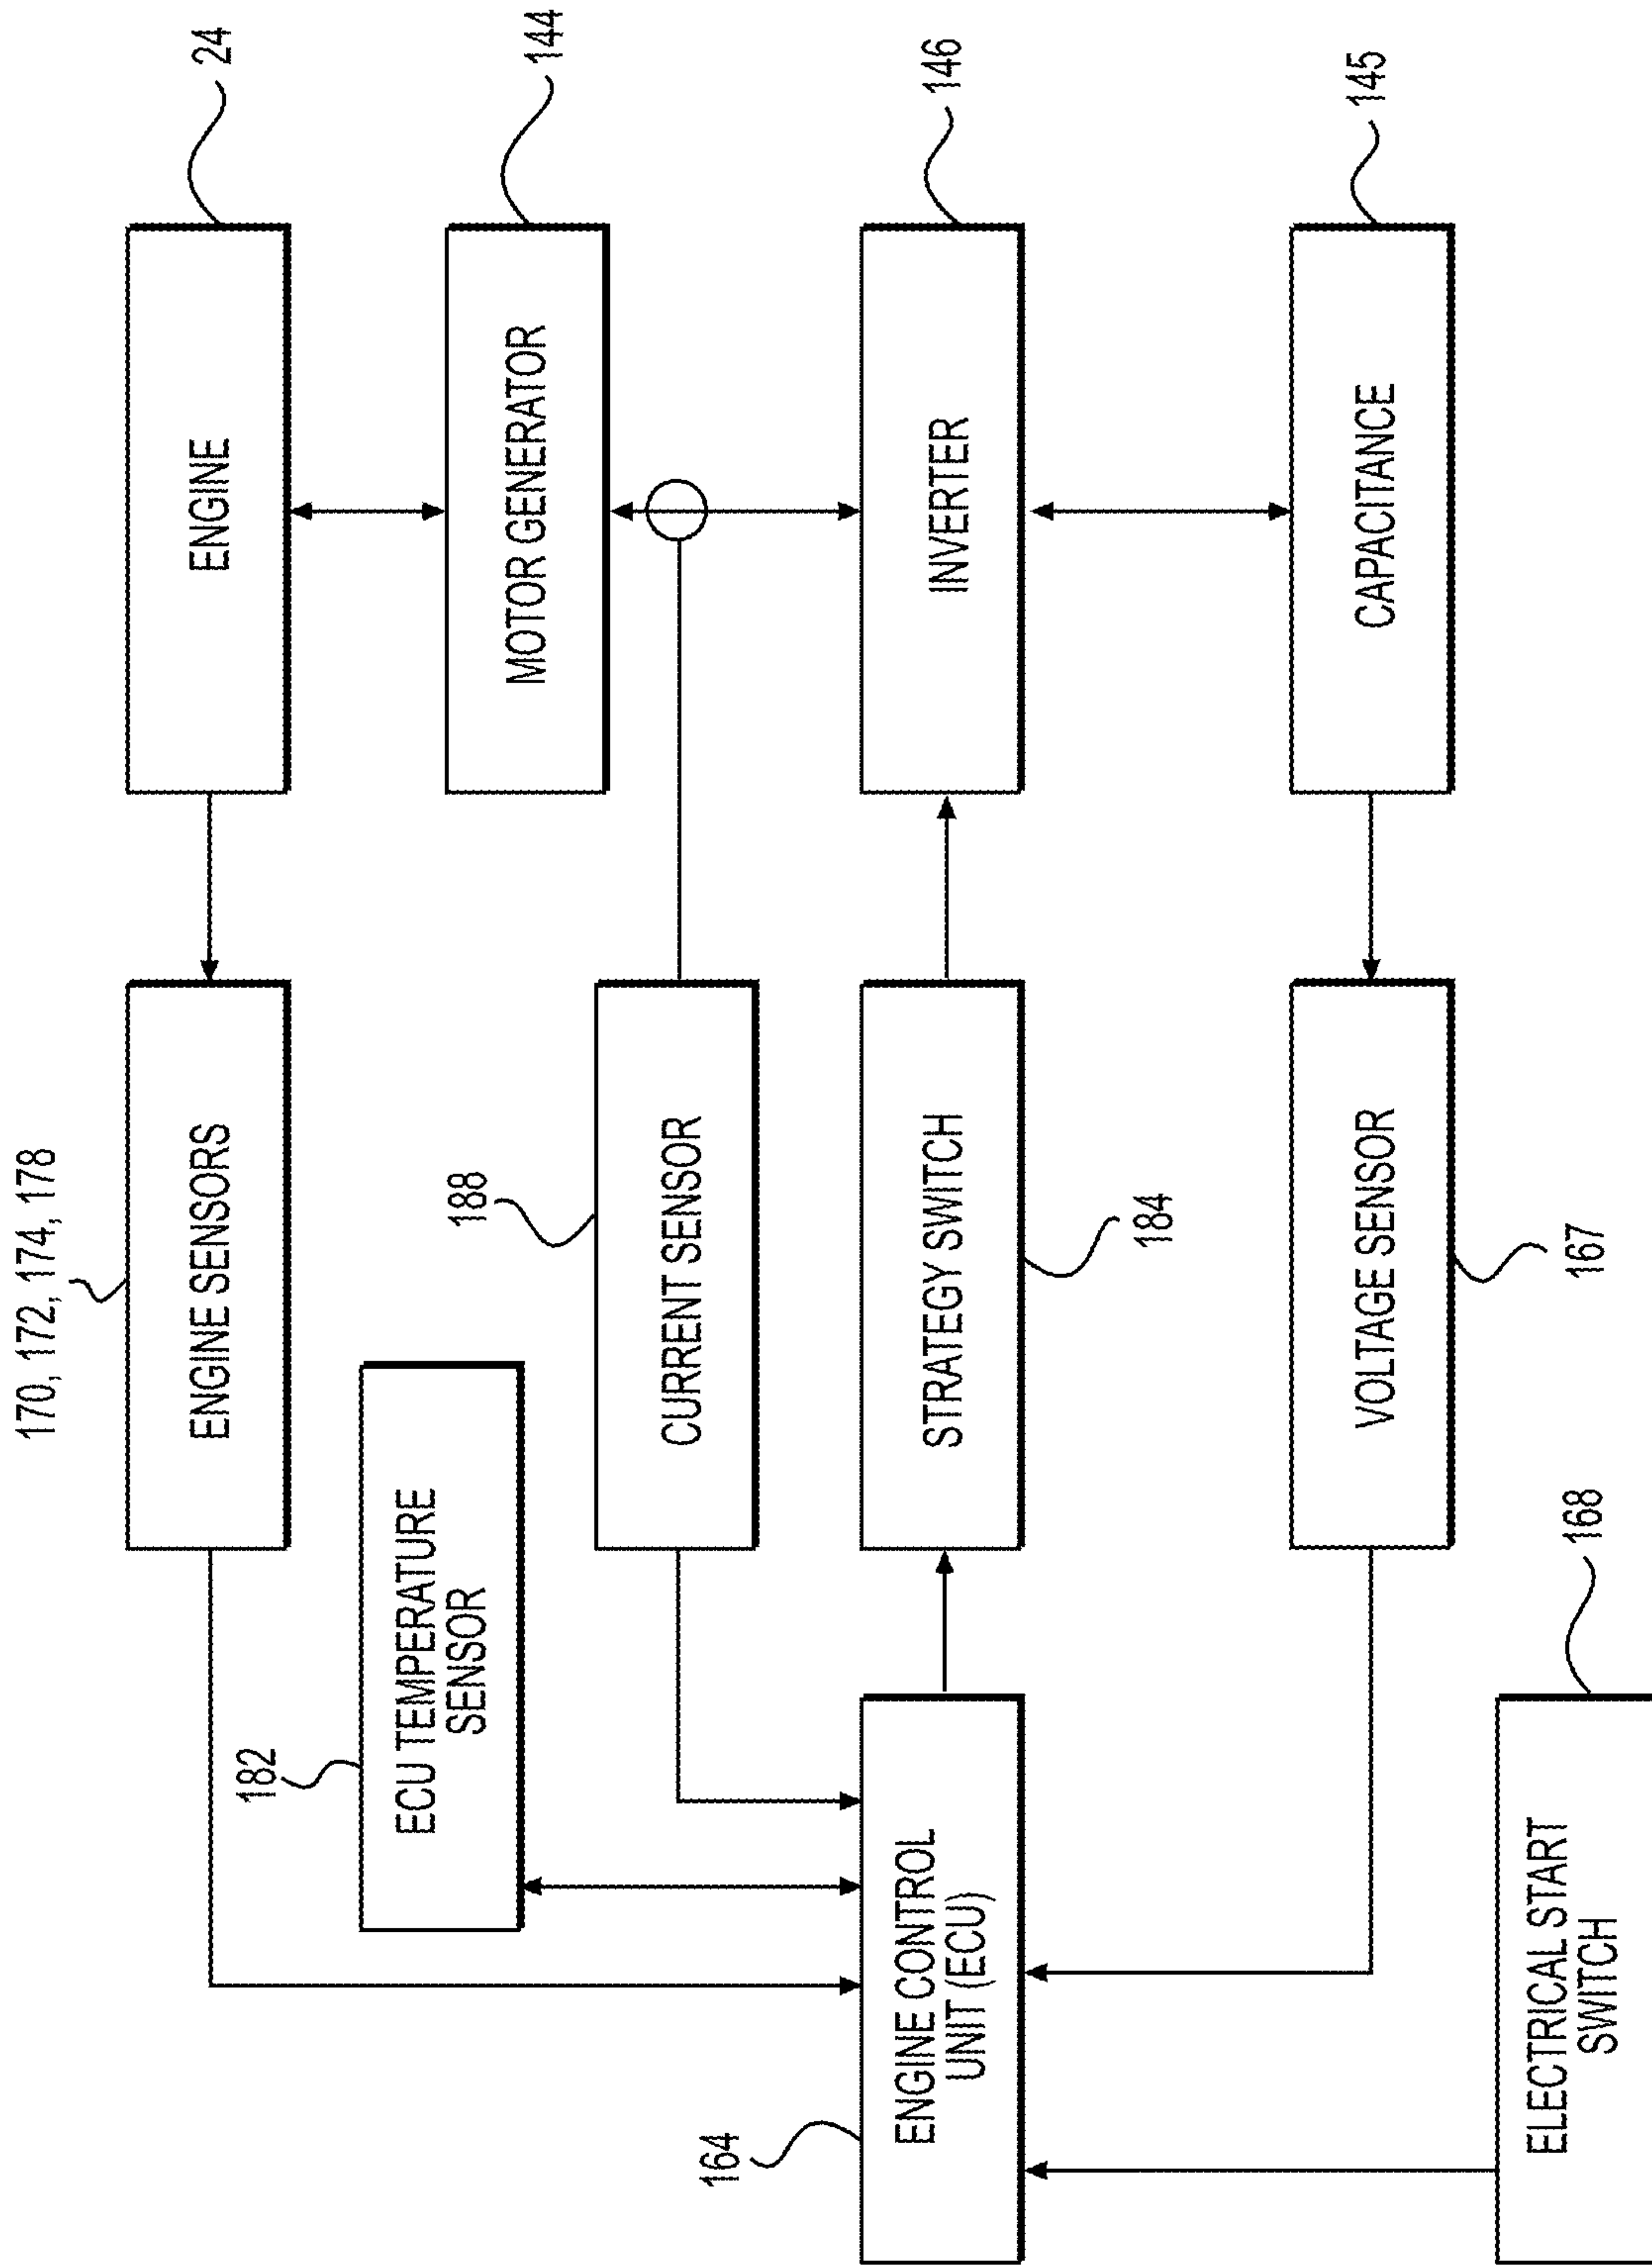 170, 172, 174, 178
24
ENGINE SENSORS
ENGINE
182
ECU TEMPERATURE
SENSOR
188
144
CURRENT SENSOR
MOTOR GENERATOR
164
ENGINE CONTROL
UNIT (ECU)
STRATEGY SWITCH
184
INVERTER
146
VOLTAGE SENSOR
167
CAPACITANCE
145
ELECTRICAL START
SWITCH
168